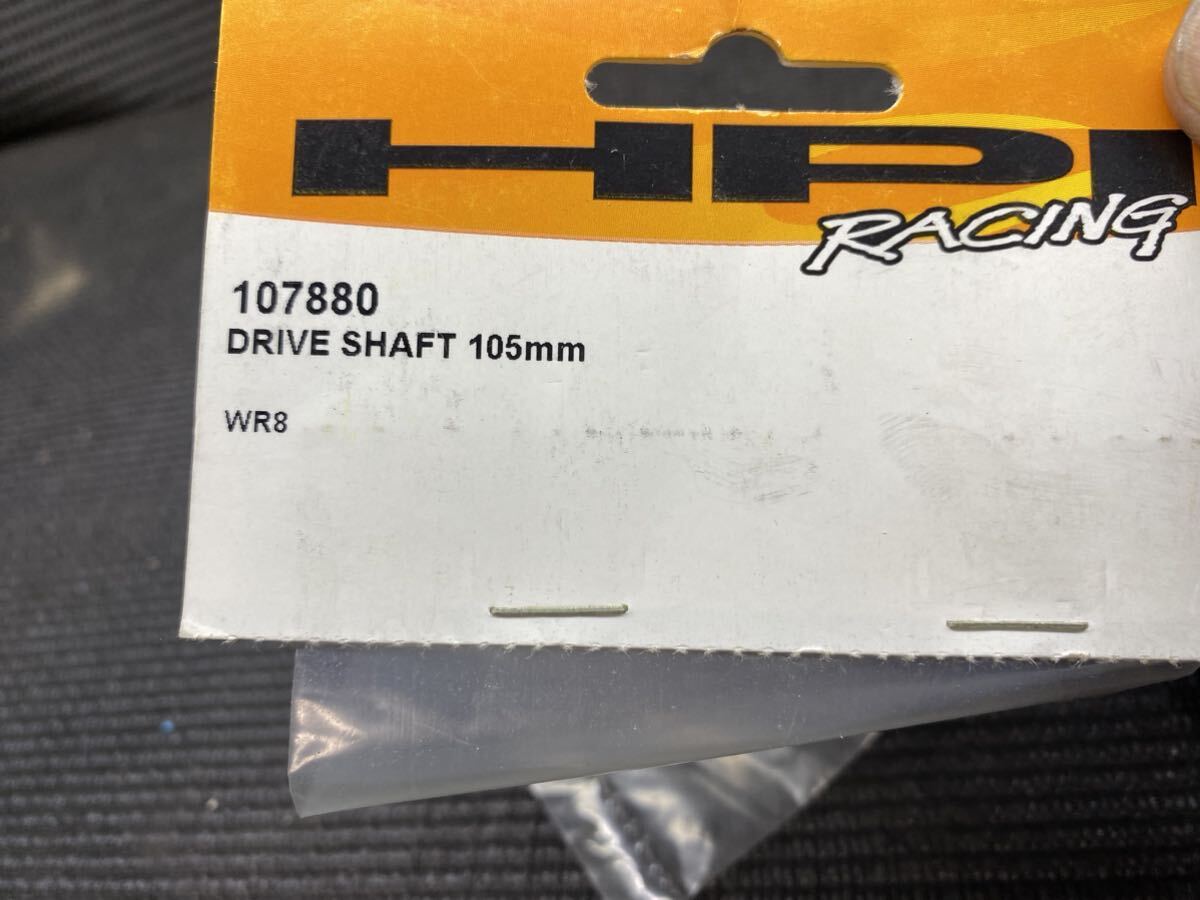 HPI
RACING
107880
DRIVE SHAFT 105mm
WR8